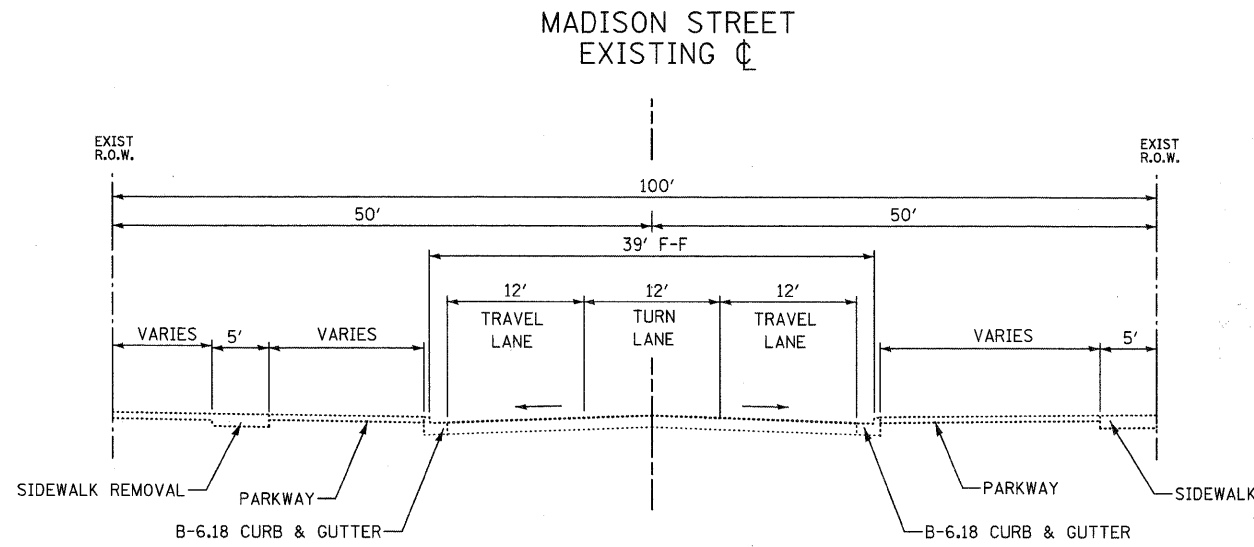 MADISON STREET
EXISTING ℄
EXIST
R.O.W.
EXIST
R.O.W.
100'
50'
50'
39' F-F
12'
12'
12'
TRAVEL
LANE
TURN
LANE
TRAVEL
LANE
VARIES
5'
VARIES
VARIES
5'
SIDEWALK REMOVAL
PARKWAY
B-6.18 CURB & GUTTER
PARKWAY
SIDEWALK
B-6.18 CURB & GUTTER